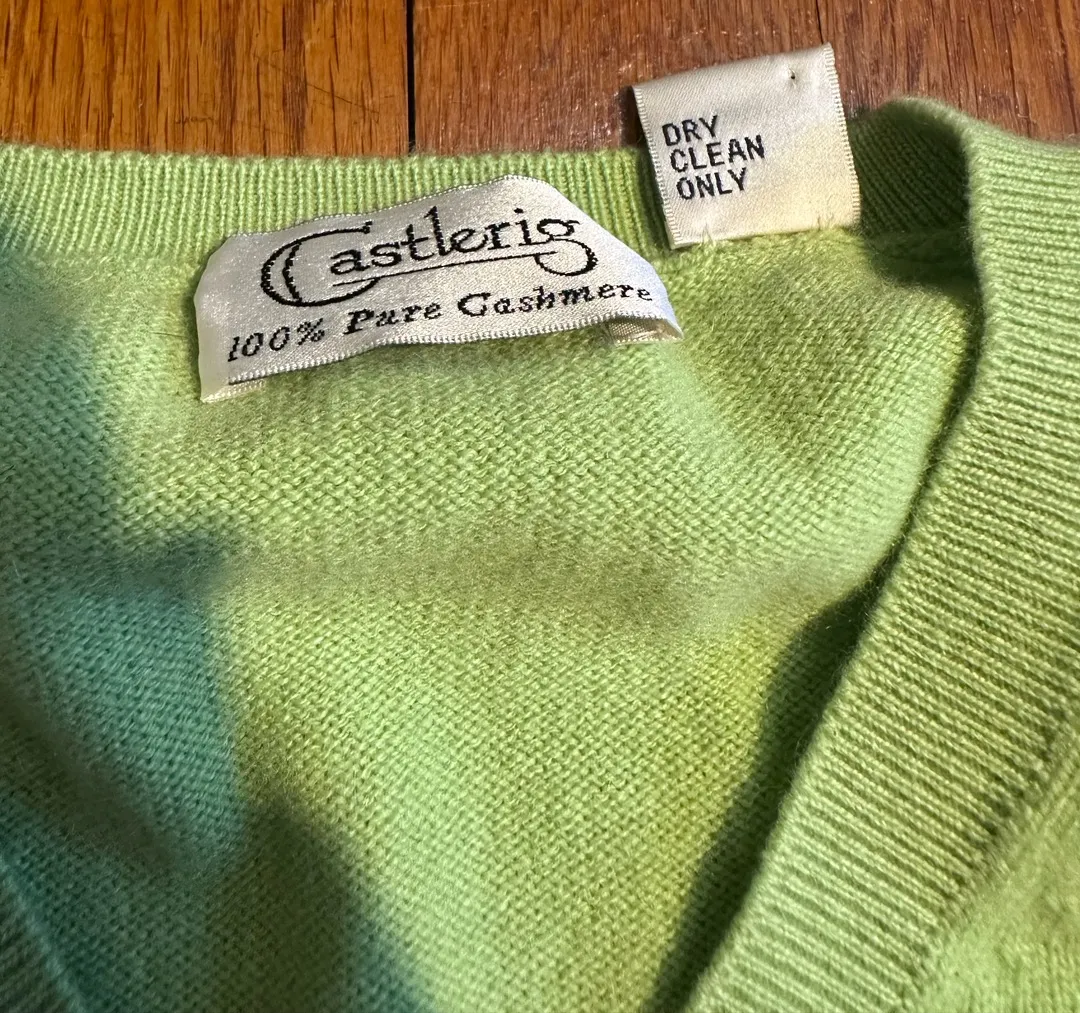 Castlerig
100% Pure Cashmere
DRY
CLEAN
ONLY